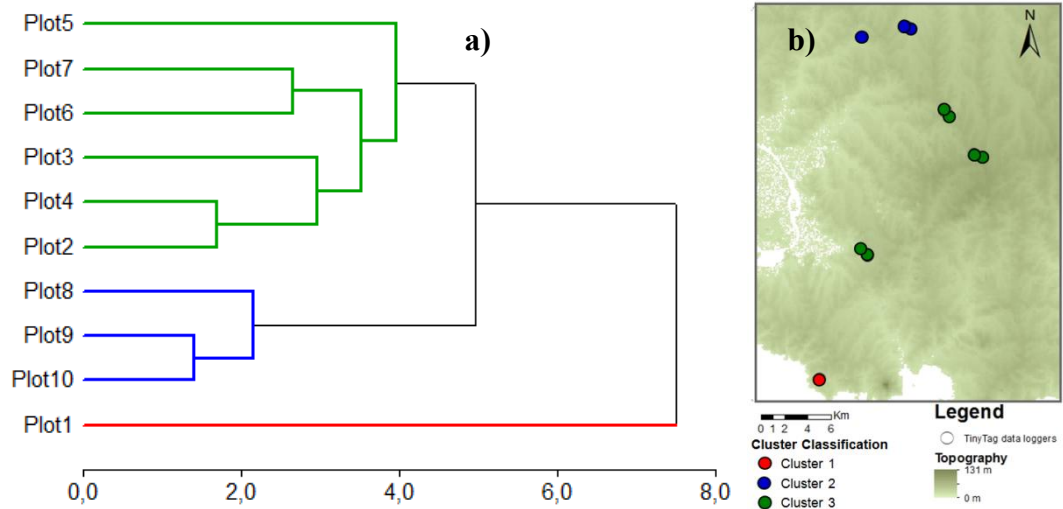 Plot5
Plot7
Plot6
Plot3
Plot4
Plot2
Plot8
Plot9
Plot10
Plot1
0,0 2,0 4,0 6,0 8,0
a)
b)
N
0 1 2 4 6 Km
Cluster Classification
Cluster 1
Cluster 2
Cluster 3
Legend
TinyTag data loggers
Topography
131 m
0 m